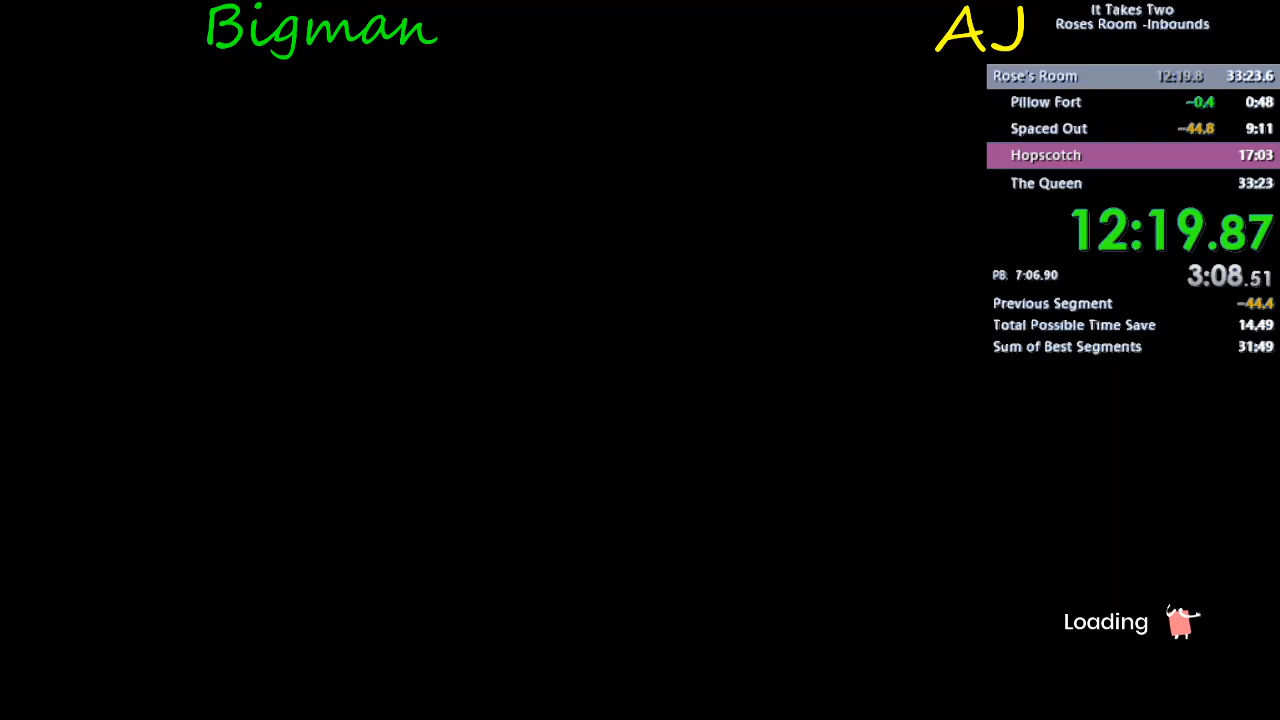 Bigman
AJ
It Takes Two
Roses Room -Inbounds
Rose's Room 12:19.8 33:23.6
Pillow Fort -0.4 0:48
Spaced Out -44.8 9:11
Hopscotch 17:03
The Queen 33:23
12:19.87
PB: 7:06.90 3:08.51
Previous Segment -44.4
Total Possible Time Save 14.49
Sum of Best Segments 31:49
Loading